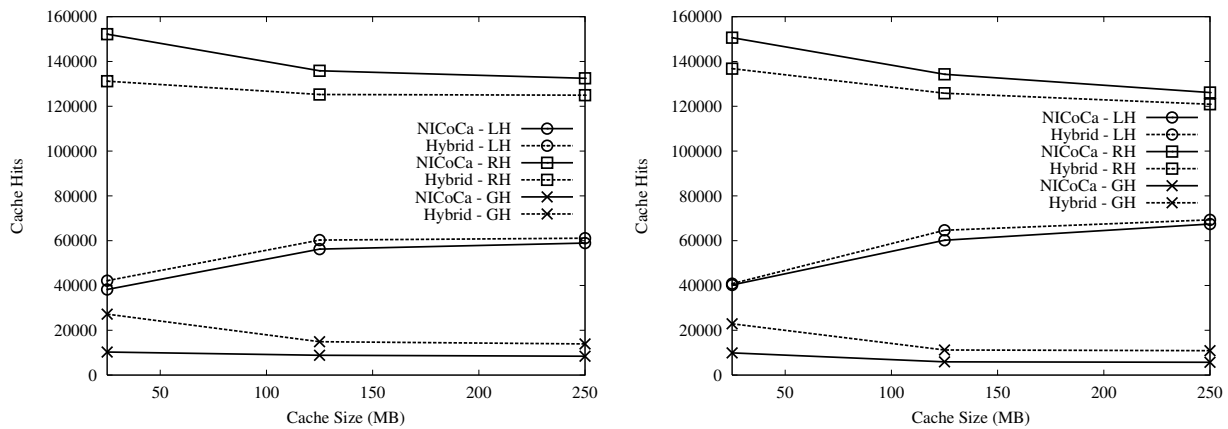 160000
140000
120000
100000
80000
60000
40000
20000
0
Cache Hits
NICoCa - LH
Hybrid - LH
NICoCa - RH
Hybrid - RH
NICoCa - GH
Hybrid - GH
50
100
150
200
250
Cache Size (MB)
160000
140000
120000
100000
80000
60000
40000
20000
0
Cache Hits
NICoCa - LH
Hybrid - LH
NICoCa - RH
Hybrid - RH
NICoCa - GH
Hybrid - GH
50
100
150
200
250
Cache Size (MB)